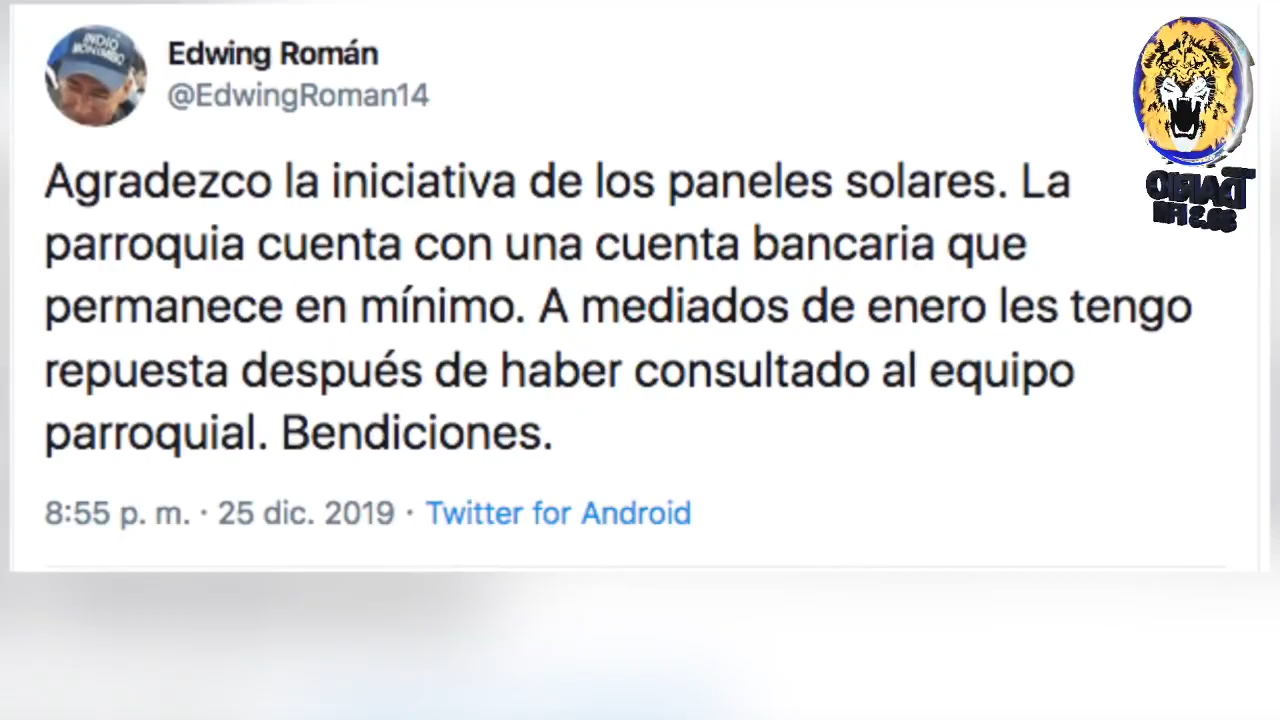 INDIO
MONIMBO
Edwing Román
@EdwingRoman14
Agradezco la iniciativa de los paneles solares. La
parroquia cuenta con una cuenta bancaria que
permanece en mínimo. A mediados de enero les tengo
repuesta después de haber consultado al equipo
parroquial. Bendiciones.
8:55 p. m. · 25 dic. 2019 · Twitter for Android